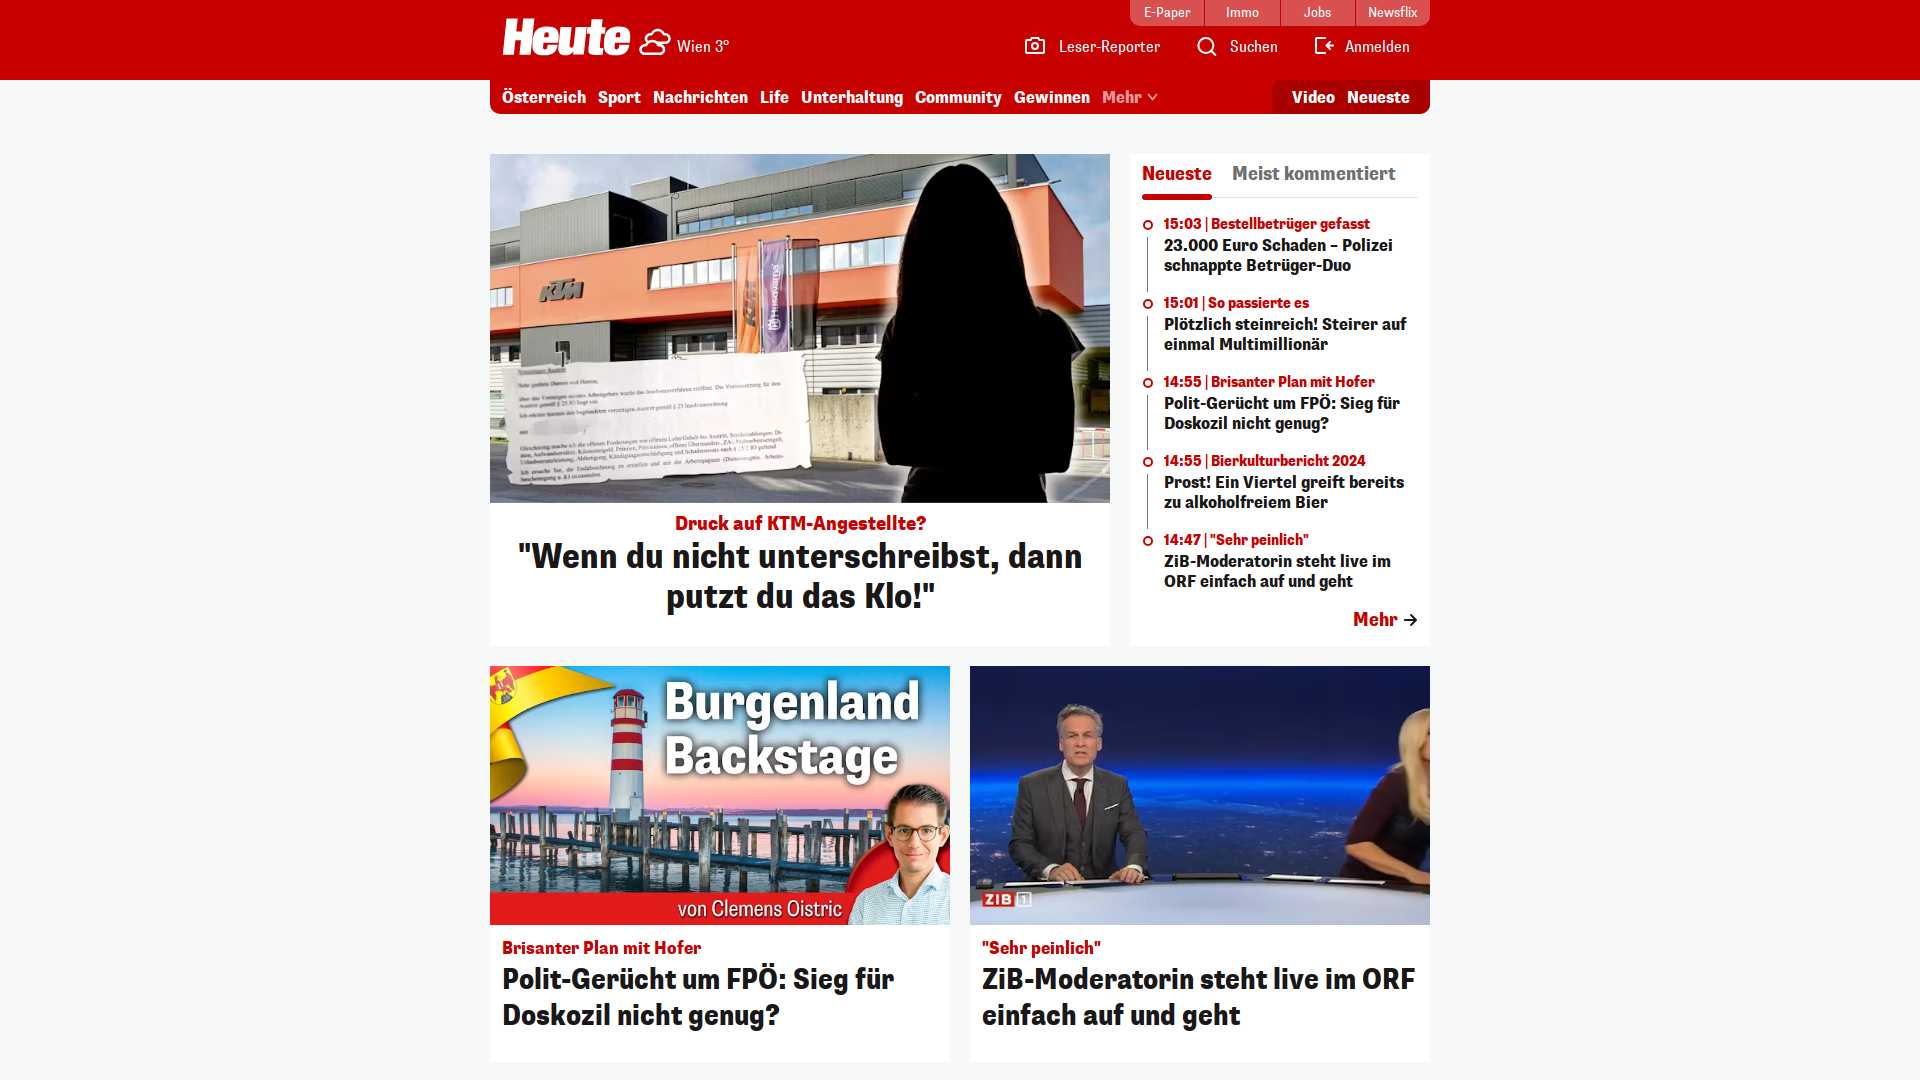 E-Paper
Immo
Jobs
Newsflix
Heute
Wien 3°
Leser-Reporter
Suchen
Anmelden
Österreich
Sport
Nachrichten
Life
Unterhaltung
Community
Gewinnen
Mehr
Video
Neueste
KTM
KTM
Husqvarna
Druck auf KTM-Angestellte?
"Wenn du nicht unterschreibst, dann
putzt du das Klo!"
Neueste
Meist kommentiert
15:03 | Bestellbetrüger gefasst
23.000 Euro Schaden – Polizei
schnappte Betrüger-Duo
15:01 | So passierte es
Plötzlich steinreich! Steirer auf
einmal Multimillionär
14:55 | Brisanter Plan mit Hofer
Polit-Gerücht um FPÖ: Sieg für
Doskozil nicht genug?
14:55 | Bierkulturbericht 2024
Prost! Ein Viertel greift bereits
zu alkoholfreiem Bier
14:47 | "Sehr peinlich"
ZiB-Moderatorin steht live im
ORF einfach auf und geht
Mehr
Burgenland
Backstage
von Clemens Oistric
Brisanter Plan mit Hofer
Polit-Gerücht um FPÖ: Sieg für
Doskozil nicht genug?
ZIB 1
"Sehr peinlich"
ZiB-Moderatorin steht live im ORF
einfach auf und geht